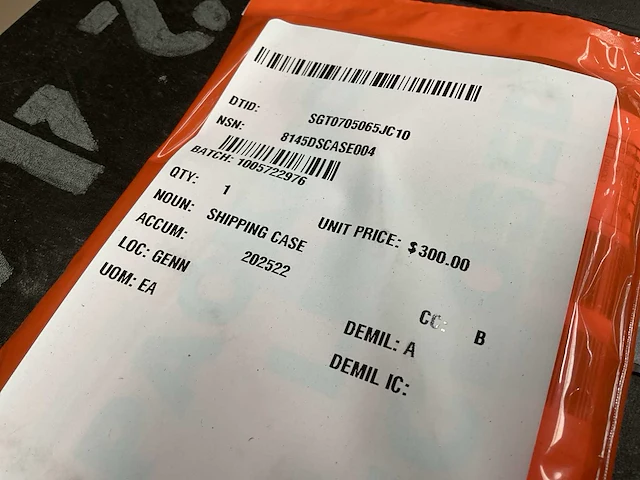 DTID: SGT0705065JC10
NSN: 8145DSCASE004
BATCH: 1005722976
QTY: 1
NOUN: SHIPPING CASE UNIT PRICE: $300.00
ACCUM: 202522
LOC: GENN
UOM: EA
CC: B
DEMIL: A
DEMIL IC: